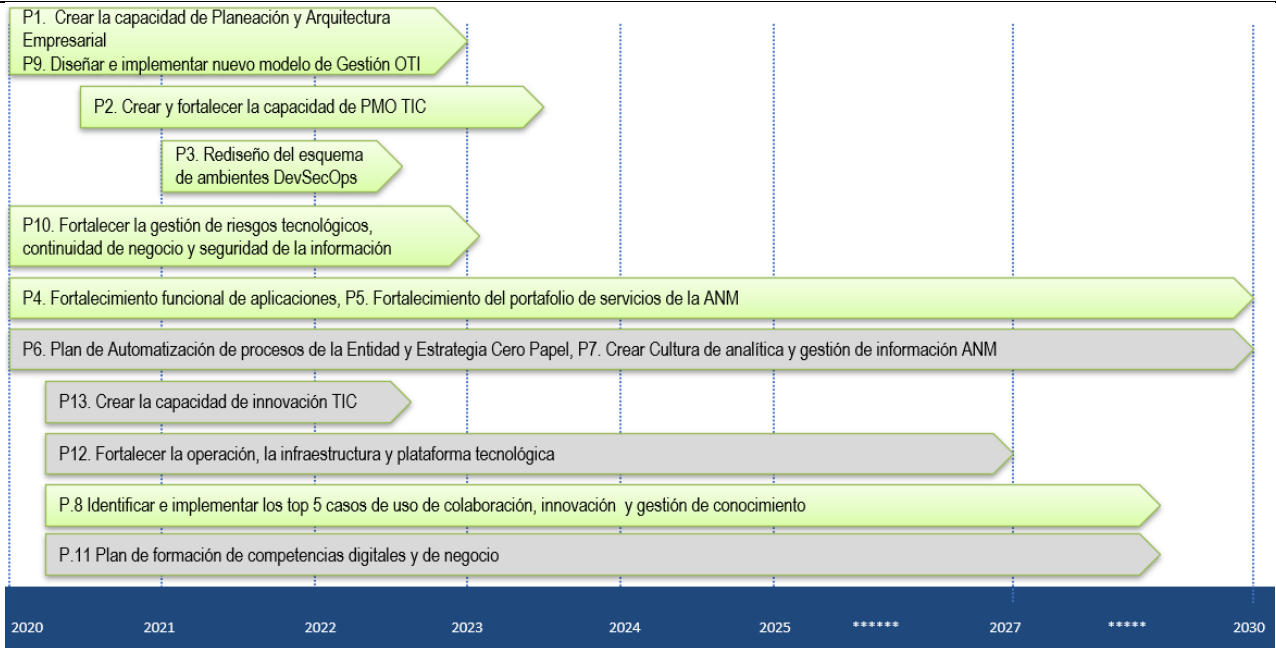 P1. Crear la capacidad de Planeación y Arquitectura
Empresarial
P9. Diseñar e implementar nuevo modelo de Gestión OTI
P2. Crear y fortalecer la capacidad de PMO TIC
P3. Rediseño del esquema
de ambientes DevSecOps
P10. Fortalecer la gestión de riesgos tecnológicos,
continuidad de negocio y seguridad de la información
P4. Fortalecimiento funcional de aplicaciones, P5. Fortalecimiento del portafolio de servicios de la ANM
P6. Plan de Automatización de procesos de la Entidad y Estrategia Cero Papel, P7. Crear Cultura de analítica y gestión de información ANM
P13. Crear la capacidad de innovación TIC
P12. Fortalecer la operación, la infraestructura y plataforma tecnológica
P.8 Identificar e implementar los top 5 casos de uso de colaboración, innovación y gestión de conocimiento
P.11 Plan de formación de competencias digitales y de negocio
2020 2021 2022 2023 2024 2025 ****** 2027 ***** 2030